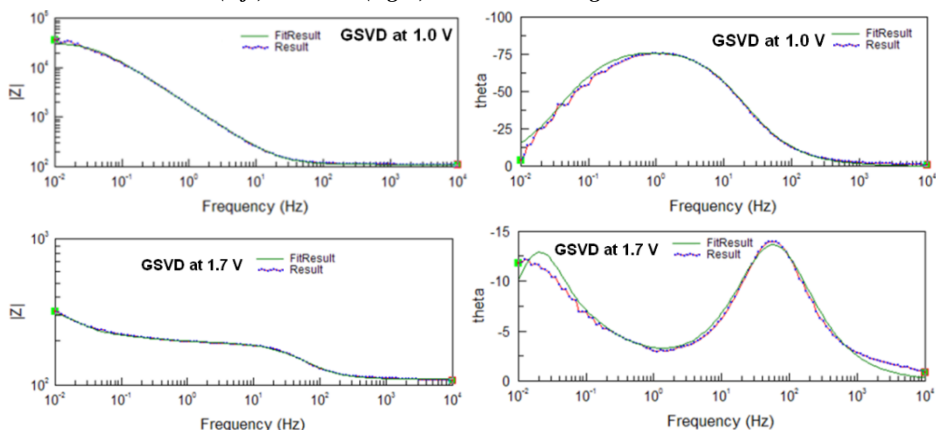 10^5
10^4
10^3
10^2
|Z|
GSVD at 1.0 V
FitResult
Result
10^-2 10^-1 10^0 10^1 10^2 10^3 10^4
Frequency (Hz)
-100
-75
-50
-25
0
theta
GSVD at 1.0 V
FitResult
Result
10^-2 10^-1 10^0 10^1 10^2 10^3 10^4
Frequency (Hz)
10^3
10^2
|Z|
GSVD at 1.7 V
FitResult
Result
10^-2 10^-1 10^0 10^1 10^2 10^3 10^4
Frequency (Hz)
-15
-10
-5
0
theta
GSVD at 1.7 V
FitResult
Result
10^-2 10^-1 10^0 10^1 10^2 10^3 10^4
Frequency (Hz)